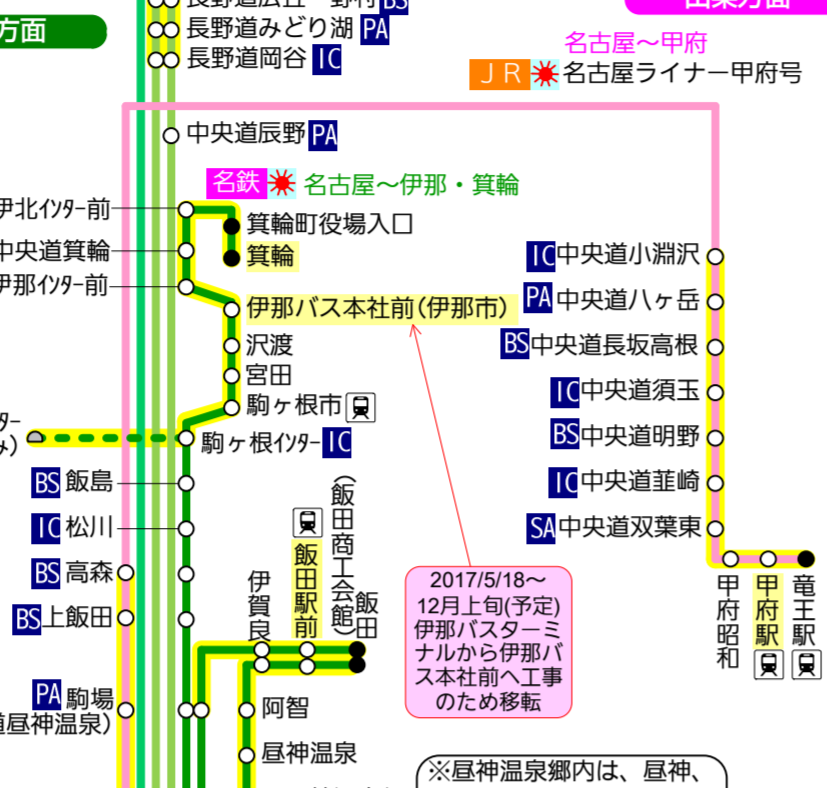 方面
BS
長野道みどり湖 PA
長野道岡谷 IC
名古屋～甲府
ＪＲ 名古屋ライナー甲府号
中央道辰野 PA
名鉄 名古屋～伊那・箕輪
伊北ｲﾝﾀｰ前
箕輪町役場入口
中央道箕輪
箕輪
伊那ｲﾝﾀｰ前
伊那バス本社前(伊那市)
沢渡
宮田
駒ヶ根市
駒ヶ根ｲﾝﾀｰ IC
BS 飯島
IC 松川
BS 高森
BS 上飯田
PA 駒場
道昼神温泉)
IC 中央道小淵沢
PA 中央道八ヶ岳
BS 中央道長坂高根
IC 中央道須玉
BS 中央道明野
IC 中央道韮崎
SA 中央道双葉東
甲府昭和
甲府駅
竜王駅
伊賀良
飯田駅前
(飯田商工会館)
飯田
阿智
昼神温泉
2017/5/18～
12月上旬(予定)
伊那バスターミ
ナルから伊那バ
ス本社前へ工事
のため移転
※昼神温泉郷内は、昼神、